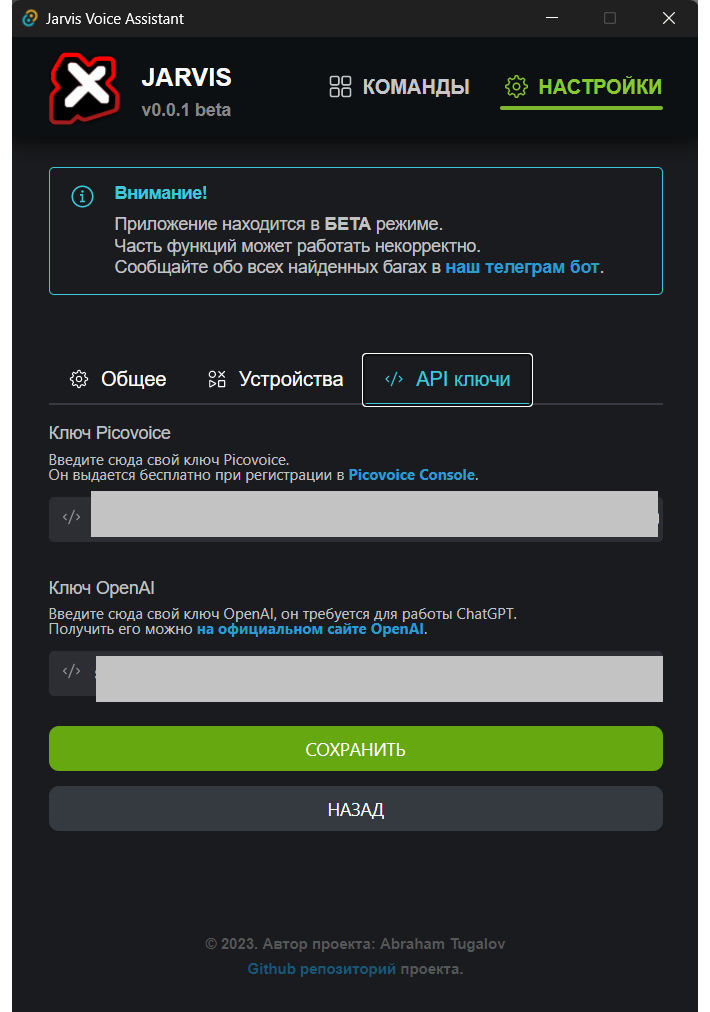 Jarvis Voice Assistant
JARVIS
v0.0.1 beta
КОМАНДЫ
НАСТРОЙКИ
Внимание!
Приложение находится в БЕТА режиме.
Часть функций может работать некорректно.
Сообщайте обо всех найденных багах в наш телеграм бот.
Общее
Устройства
API ключи
Ключ Picovoice
Введите сюда свой ключ Picovoice.
Он выдается бесплатно при регистрации в Picovoice Console.
Ключ OpenAI
Введите сюда свой ключ OpenAI, он требуется для работы ChatGPT.
Получить его можно на официальном сайте OpenAI.
СОХРАНИТЬ
НАЗАД
© 2023. Автор проекта: Abraham Tugalov
Github репозиторий проекта.